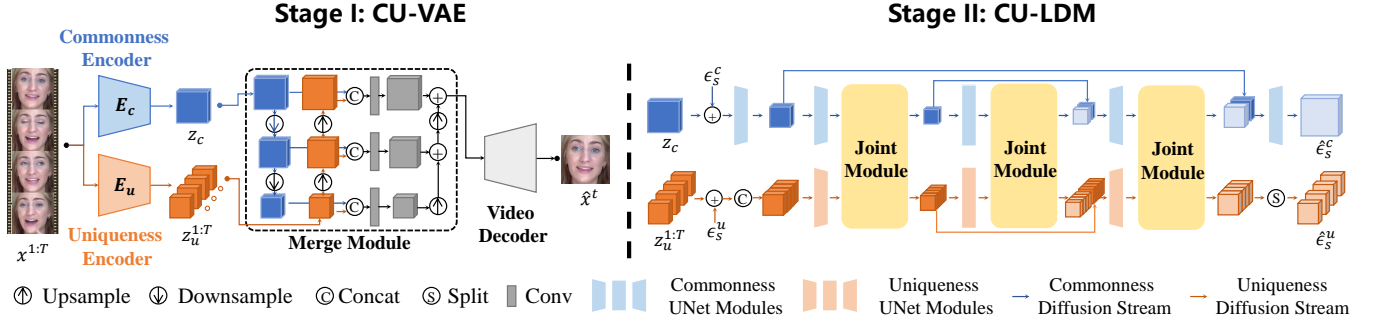 Stage I: CU-VAE
Stage II: CU-LDM
Commonness
Encoder
E_c
z_c
E_u
Uniqueness
Encoder
x^{1:T}
z_u^{1:T}
C
C
C
Merge Module
Video
Decoder
x̂^t
ϵ_s^c
z_c
Joint
Module
Joint
Module
Joint
Module
ϵ̂_s^c
z_u^{1:T}
ϵ_s^u
C
S
ϵ̂_s^u
Upsample
Downsample
C Concat
S Split
Conv
Commonness
UNet Modules
Uniqueness
UNet Modules
Commonness
Diffusion Stream
Uniqueness
Diffusion Stream